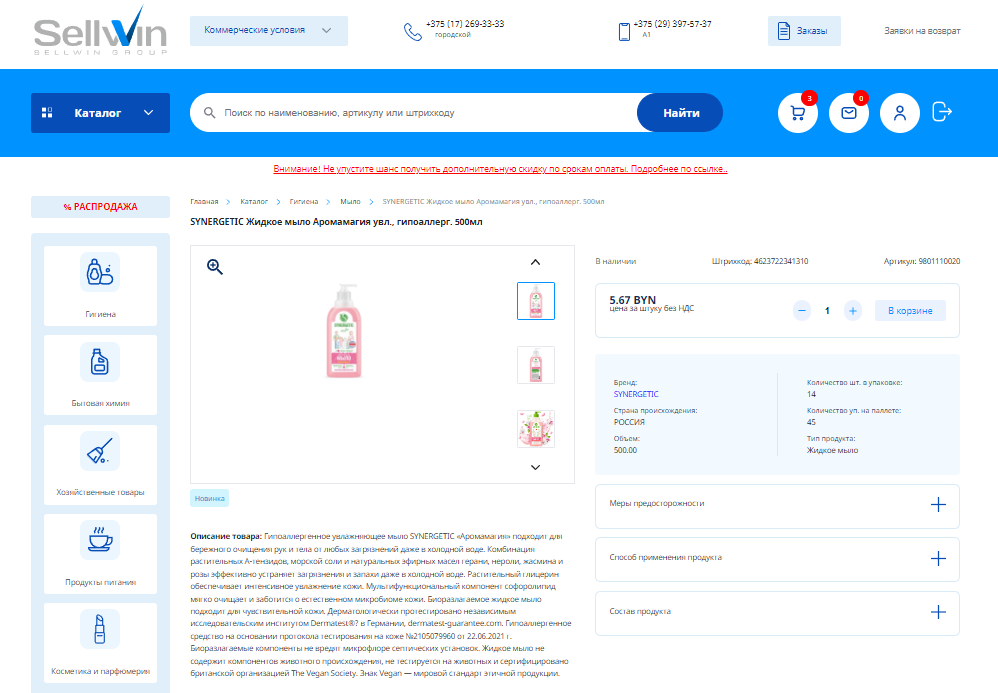 Sellwin
SELLWIN GROUP
Коммерческие условия
+375 (17) 269-33-33
городской
+375 (29) 397-57-37
A1
Заказы
Заявки на возврат
Каталог
Поиск по наименованию, артикулу или штрихкоду
Найти
3
0
Внимание! Не упустите шанс получить дополнительную скидку по срокам оплаты. Подробнее по ссылке..
% РАСПРОДАЖА
Главная
Каталог
Гигиена
Мыло
SYNERGETIC Жидкое мыло Аромамагия увл., гипоаллерг. 500мл
SYNERGETIC Жидкое мыло Аромамагия увл., гипоаллерг. 500мл
Гигиена
Бытовая химия
Хозяйственные товары
Продукты питания
Косметика и парфюмерия
Новинка
Описание товара: Гипоаллергенное увлажняющее мыло SYNERGETIC «Аромамагия» подходит для
бережного очищения рук и тела от любых загрязнений даже в холодной воде. Комбинация
растительных А-тензидов, морской соли и натуральных эфирных масел герани, нероли, жасмина и
розы эффективно устраняет загрязнения и запахи даже в холодной воде. Растительный глицерин
обеспечивает интенсивное увлажнение кожи. Мультифункциональный компонент софоролипид
мягко очищает и заботится о естественном микробиоме кожи. Биоразлагаемое жидкое мыло
подходит для чувствительной кожи. Дерматологически протестировано независимым
исследовательским институтом Dermatest®? в Германии, dermatest-guarantee.com. Гипоаллергенное
средство на основании протокола тестирования на коже №2105079960 от 22.06.2021 г.
Биоразлагаемые компоненты не вредят микрофлоре септических установок. Жидкое мыло не
содержит компонентов животного происхождения, не тестируется на животных и сертифицировано
британской организацией The Vegan Society. Знак Vegan — мировой стандарт этичной продукции.
В наличии
Штрихкод: 4623722341310
Артикул: 9801110020
5.67 BYN
цена за штуку без НДС
1
В корзине
Бренд:
SYNERGETIC
Страна происхождения:
РОССИЯ
Объем:
500.00
Количество шт. в упаковке:
14
Количество уп. на паллете:
45
Тип продукта:
Жидкое мыло
Меры предосторожности
Способ применения продукта
Состав продукта